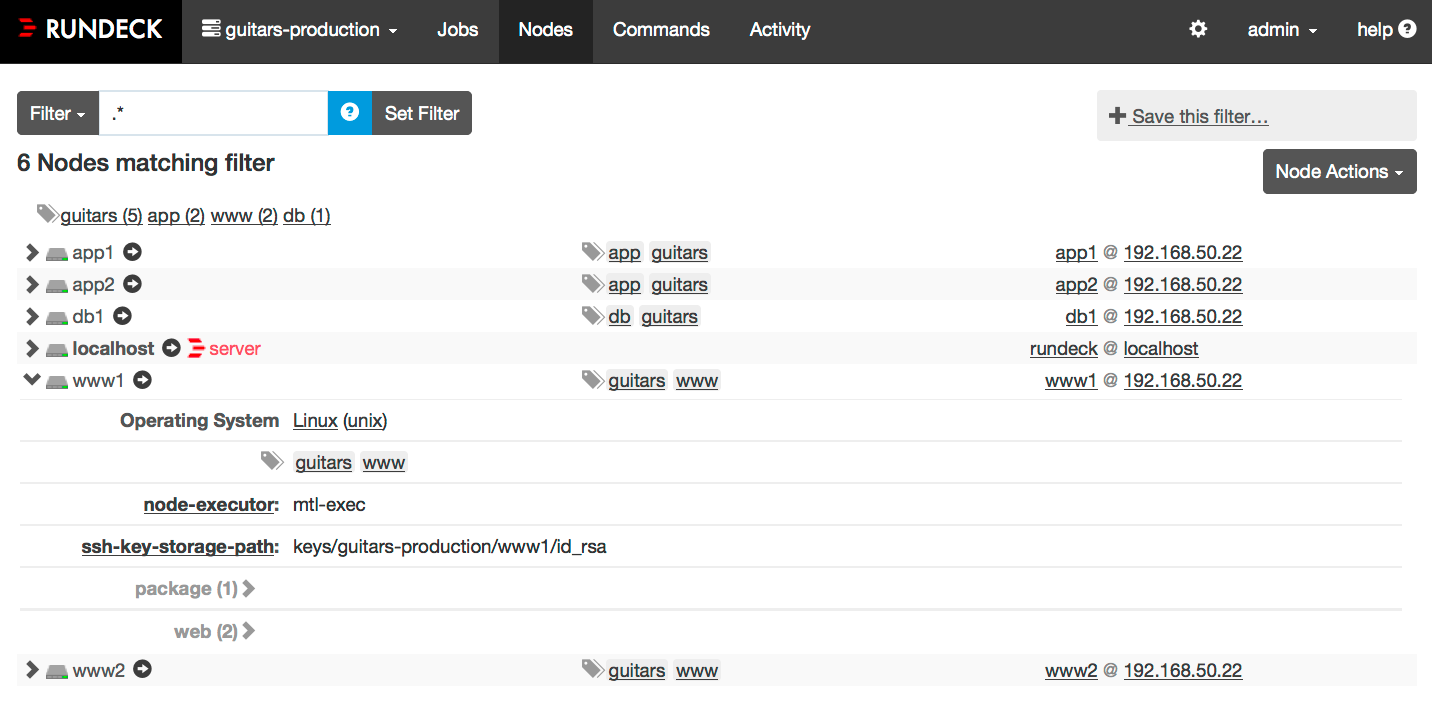 RUNDECK guitars-production Jobs Nodes Commands Activity admin help ?
Filter .* ? Set Filter Save this filter…
6 Nodes matching filter Node Actions
guitars (5) app (2) www (2) db (1)
app1 app guitars app1 @ 192.168.50.22
app2 app guitars app2 @ 192.168.50.22
db1 db guitars db1 @ 192.168.50.22
localhost server rundeck @ localhost
www1 guitars www www1 @ 192.168.50.22
Operating System Linux (unix)
guitars www
node-executor: mtl-exec
ssh-key-storage-path: keys/guitars-production/www1/id_rsa
package (1)
web (2)
www2 guitars www www2 @ 192.168.50.22